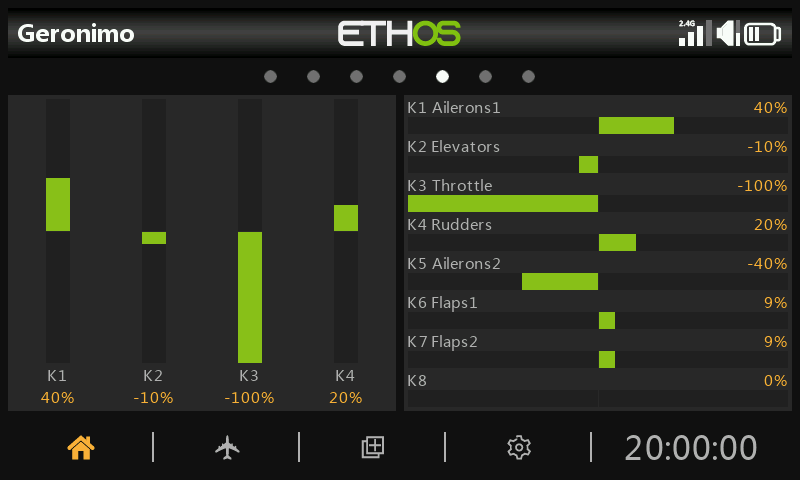 Geronimo
ETHOS
2.4G
K1 K2 K3 K4
40% -10% -100% 20%
K1 Ailerons1 40%
K2 Elevators -10%
K3 Throttle -100%
K4 Rudders 20%
K5 Ailerons2 -40%
K6 Flaps1 9%
K7 Flaps2 9%
K8 0%
20:00:00